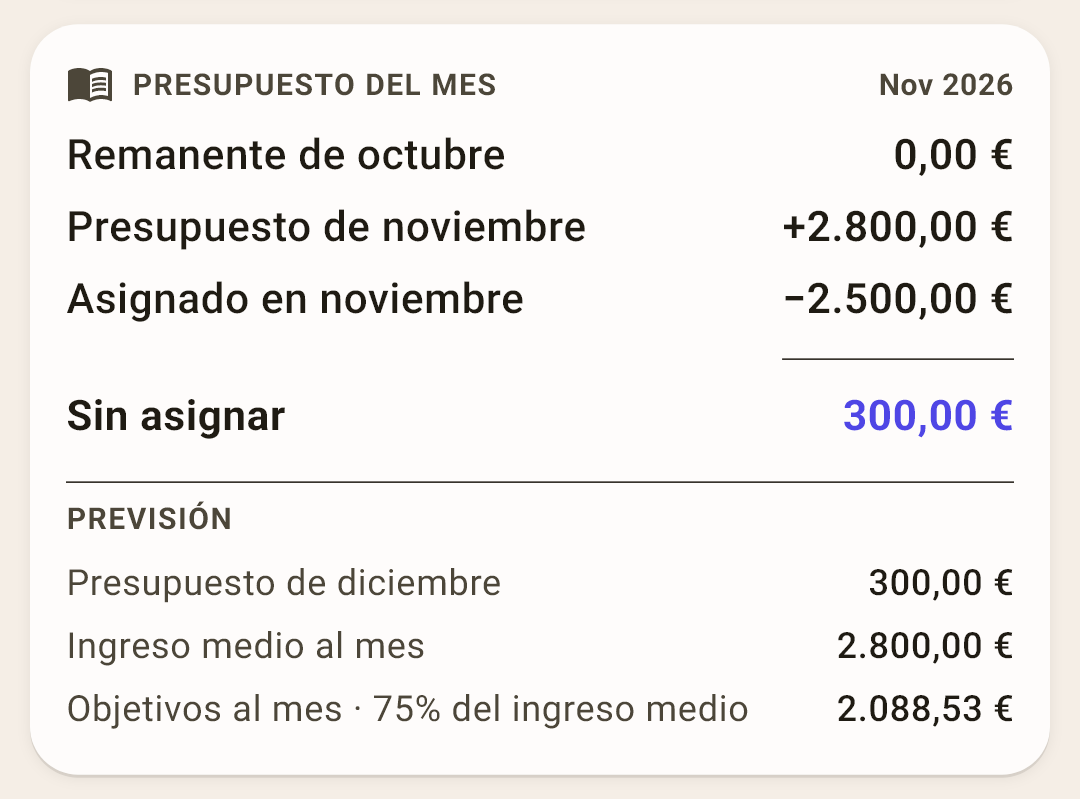 PRESUPUESTO DEL MES Nov 2026
Remanente de octubre 0,00 €
Presupuesto de noviembre +2.800,00 €
Asignado en noviembre −2.500,00 €
Sin asignar 300,00 €
PREVISIÓN
Presupuesto de diciembre 300,00 €
Ingreso medio al mes 2.800,00 €
Objetivos al mes · 75% del ingreso medio 2.088,53 €